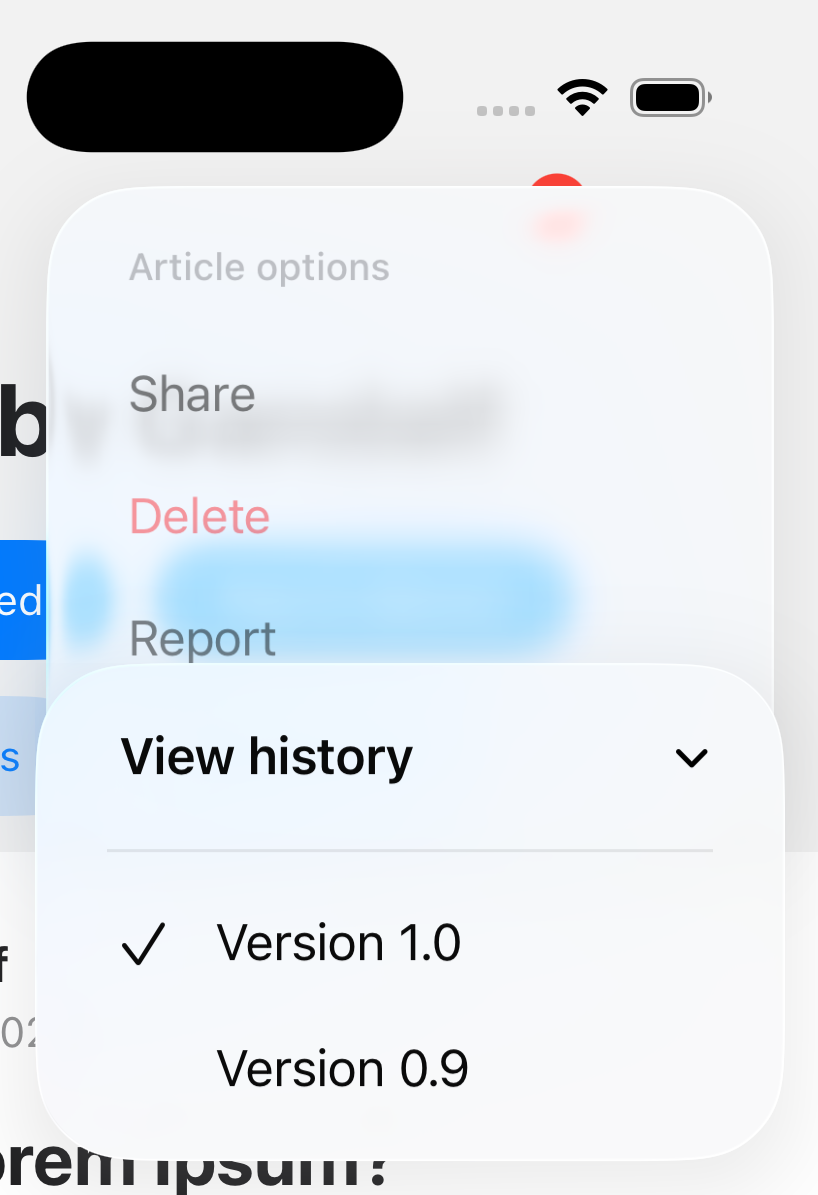 Article options
Share
Delete
Report
View history
Version 1.0
Version 0.9